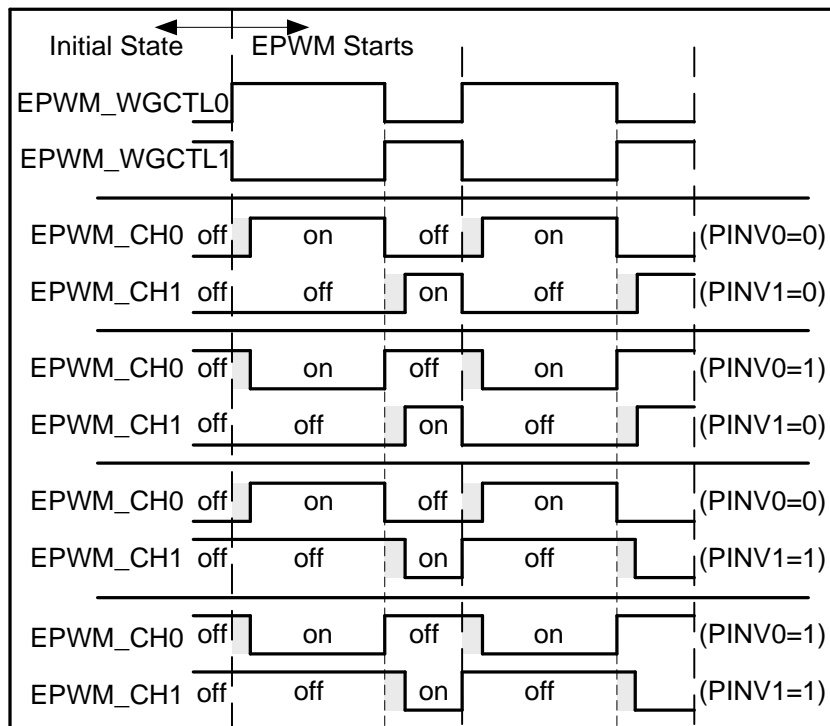 Initial State EPWM Starts
EPWM_WGCTL0
EPWM_WGCTL1
EPWM_CH0 off on off on (PINV0=0)
EPWM_CH1 off off on off (PINV1=0)
EPWM_CH0 off on off on (PINV0=1)
EPWM_CH1 off off on off (PINV1=0)
EPWM_CH0 off on off on (PINV0=0)
EPWM_CH1 off off on off (PINV1=1)
EPWM_CH0 off on off on (PINV0=1)
EPWM_CH1 off off on off (PINV1=1)